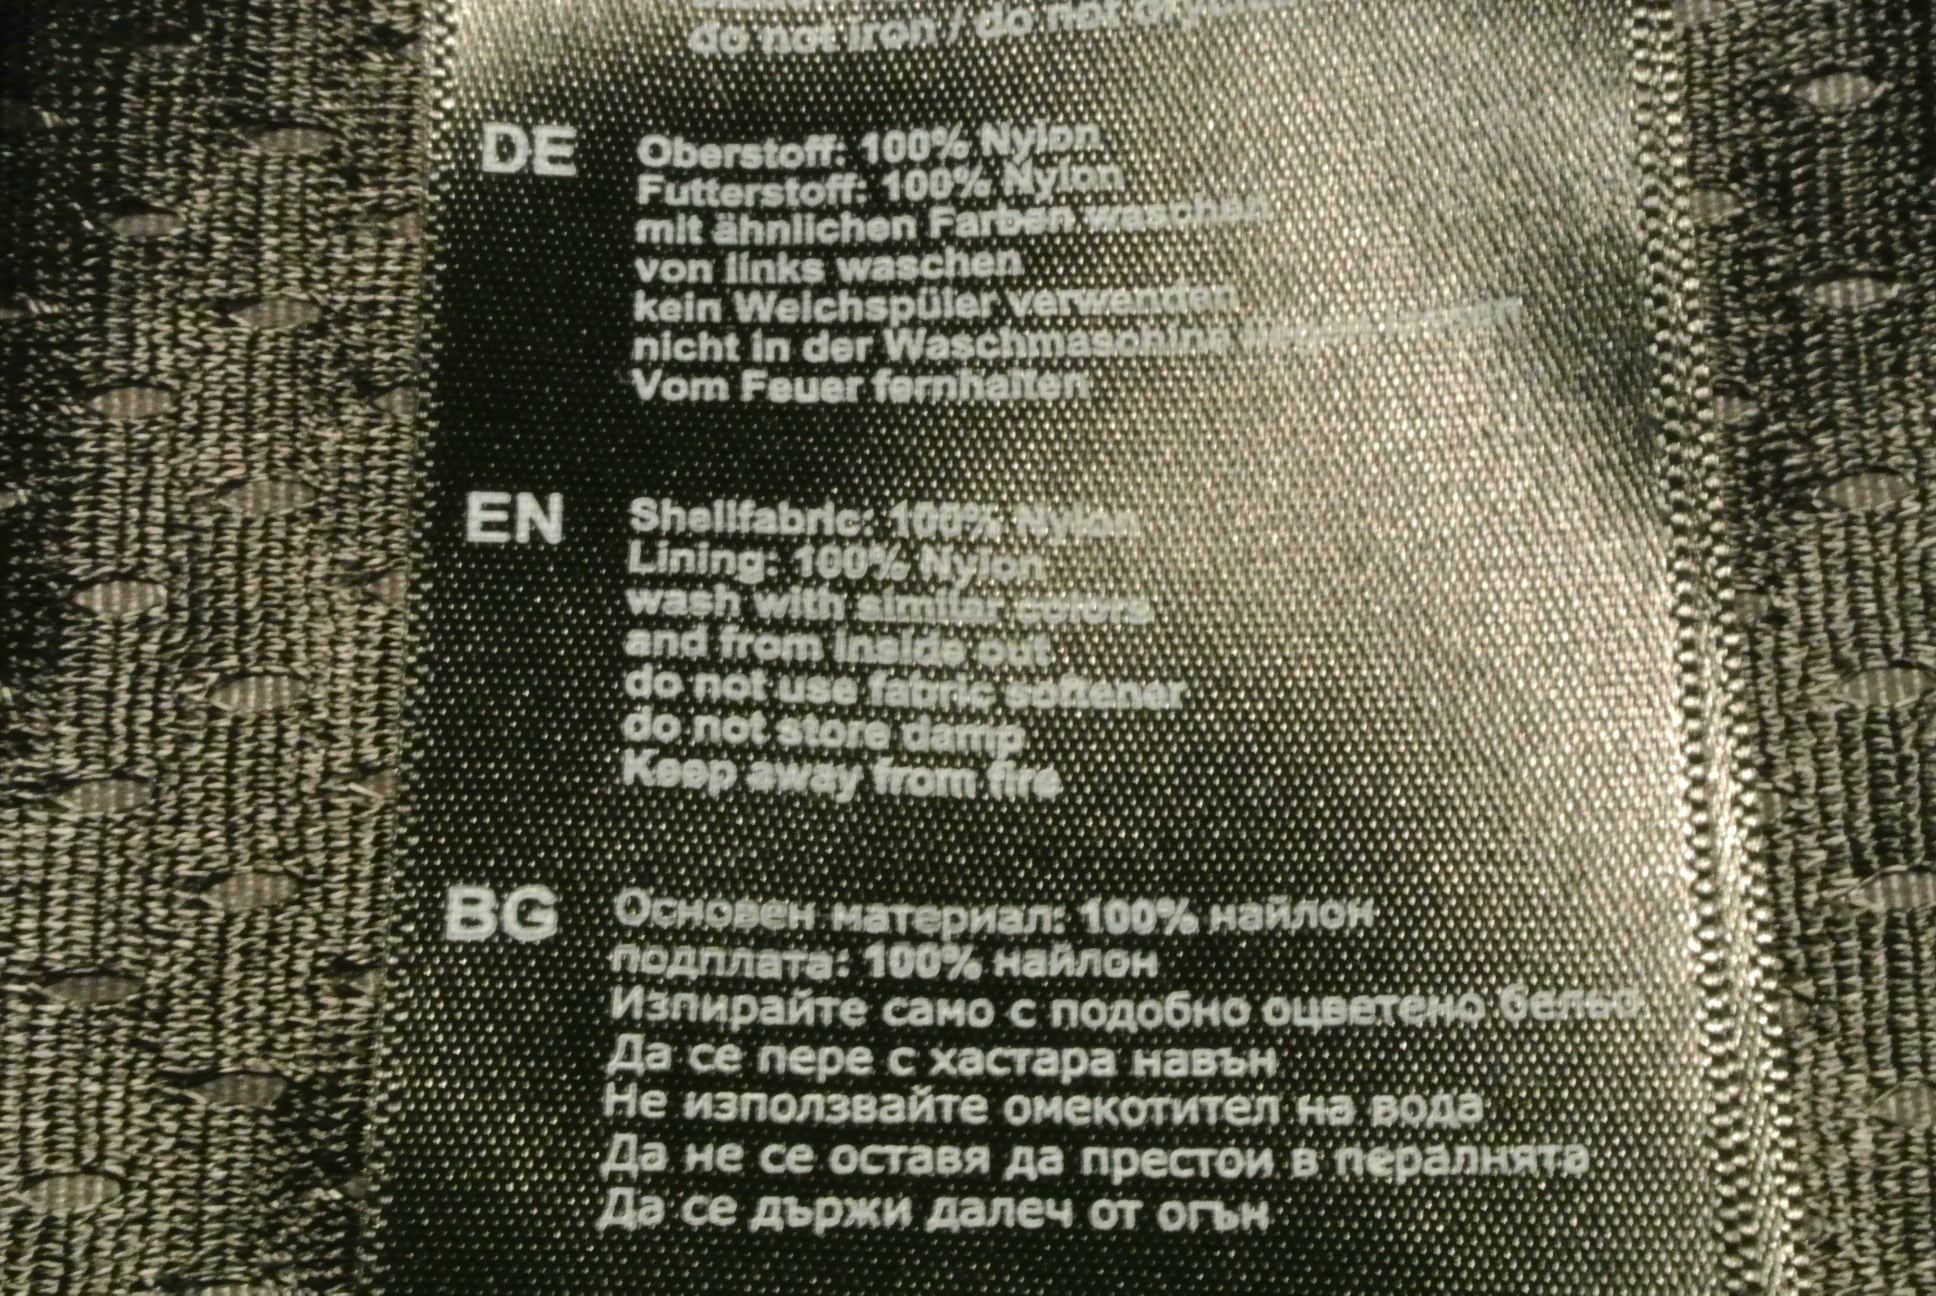 do not iron / do not
DE
Oberstoff: 100% Nylon
Futterstoff: 100% Nylon
mit ähnlichen Farben waschen
von links waschen
kein Weichspüler verwenden
nicht in der Waschmaschine
Vom Feuer fernhalten
EN
Shellfabric: 100% Nylon
Lining: 100% Nylon
wash with similar colors
and from inside out
do not use fabric softener
do not store damp
Keep away from fire
BG
Основен материал: 100% найлон
подплата: 100% найлон
Изпирайте само с подобно оцветено бельо
Да се пере с хастара навън
Не използвайте омекотител на вода
Да не се оставя да престои в пералнята
Да се държи далеч от огън